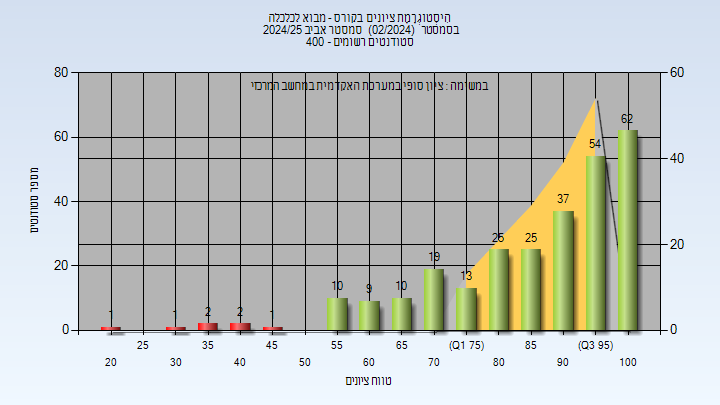 היסטוגרמת ציונים בקורס - מבוא לכלכלה
בסמסטר (02/2024) סמסטר אביב 2024/25
סטודנטים רשומים - 400
במשימה : ציון סופי במערכת האקדמית במחשב המרכזי
80 60 40 20 0
60 40 20 0
מספר סטודנטים
1 1 2 2 1 10 9 10 19 13 25 25 37 54 62
25 35 45 55 65 (Q1 75) 85 (Q3 95)
20 30 40 50 60 70 80 90 100
טווח ציונים